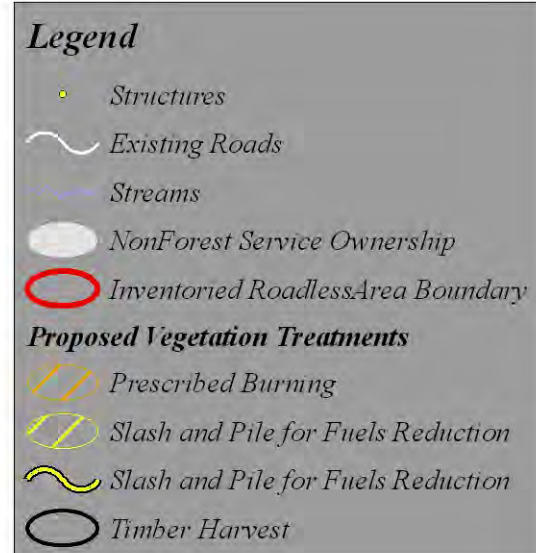 Legend
Structures
Existing Roads
Streams
NonForest Service Ownership
Inventoried RoadlessArea Boundary
Proposed Vegetation Treatments
Prescribed Burning
Slash and Pile for Fuels Reduction
Slash and Pile for Fuels Reduction
Timber Harvest